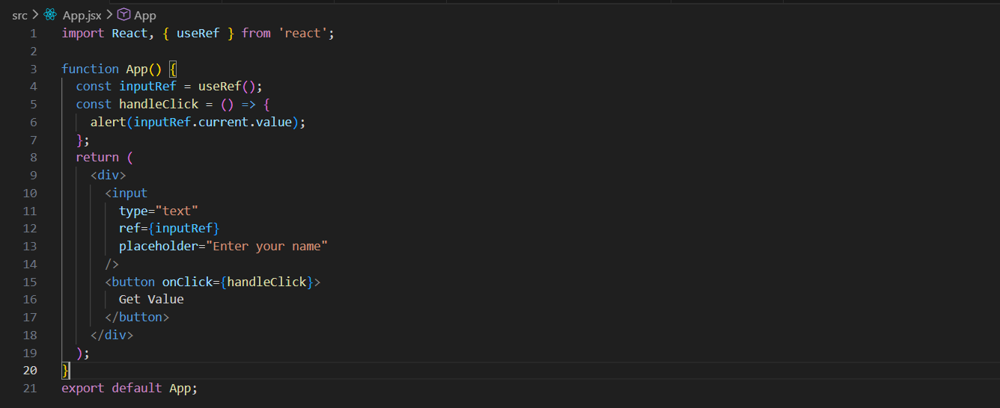 src > App.jsx > App
1 import React, { useRef } from 'react';
2
3 function App() {
4   const inputRef = useRef();
5   const handleClick = () => {
6     alert(inputRef.current.value);
7   };
8   return (
9     <div>
10       <input
11         type="text"
12         ref={inputRef}
13         placeholder="Enter your name"
14       />
15       <button onClick={handleClick}>
16         Get Value
17       </button>
18     </div>
19   );
20 }
21 export default App;